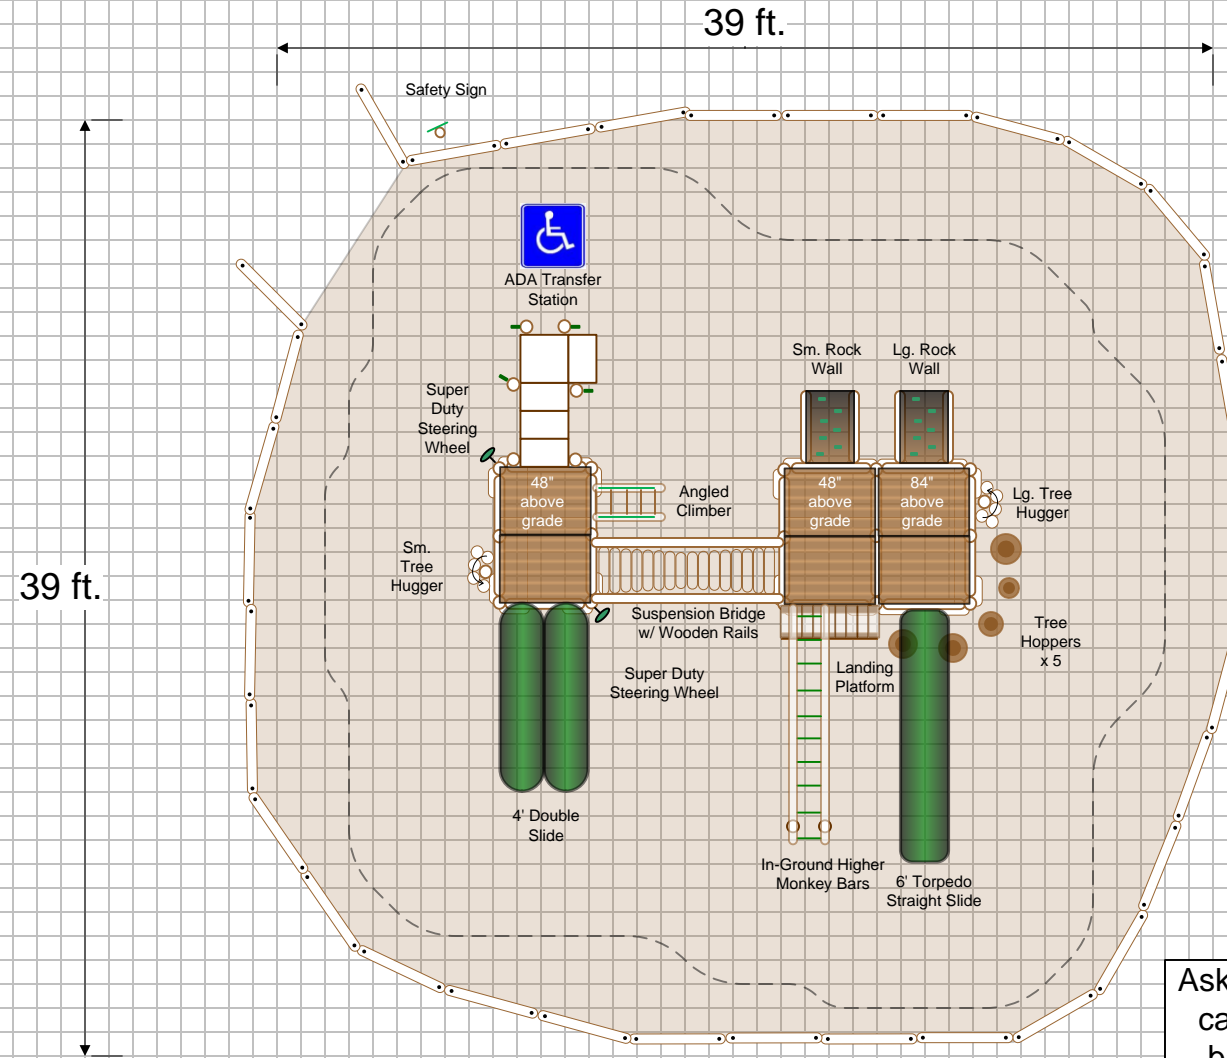 39 ft.
Safety Sign
ADA Transfer
Station
Sm. Rock
Wall
Lg. Rock
Wall
Super
Duty
Steering
Wheel
48"
above
grade
Angled
Climber
48"
above
grade
84"
above
grade
Lg. Tree
Hugger
Sm.
Tree
Hugger
39 ft.
Suspension Bridge
w/ Wooden Rails
Tree
Hoppers
x 5
Super Duty
Steering Wheel
Landing
Platform
4' Double
Slide
In-Ground Higher
Monkey Bars
6' Torpedo
Straight Slide
Ask
ca